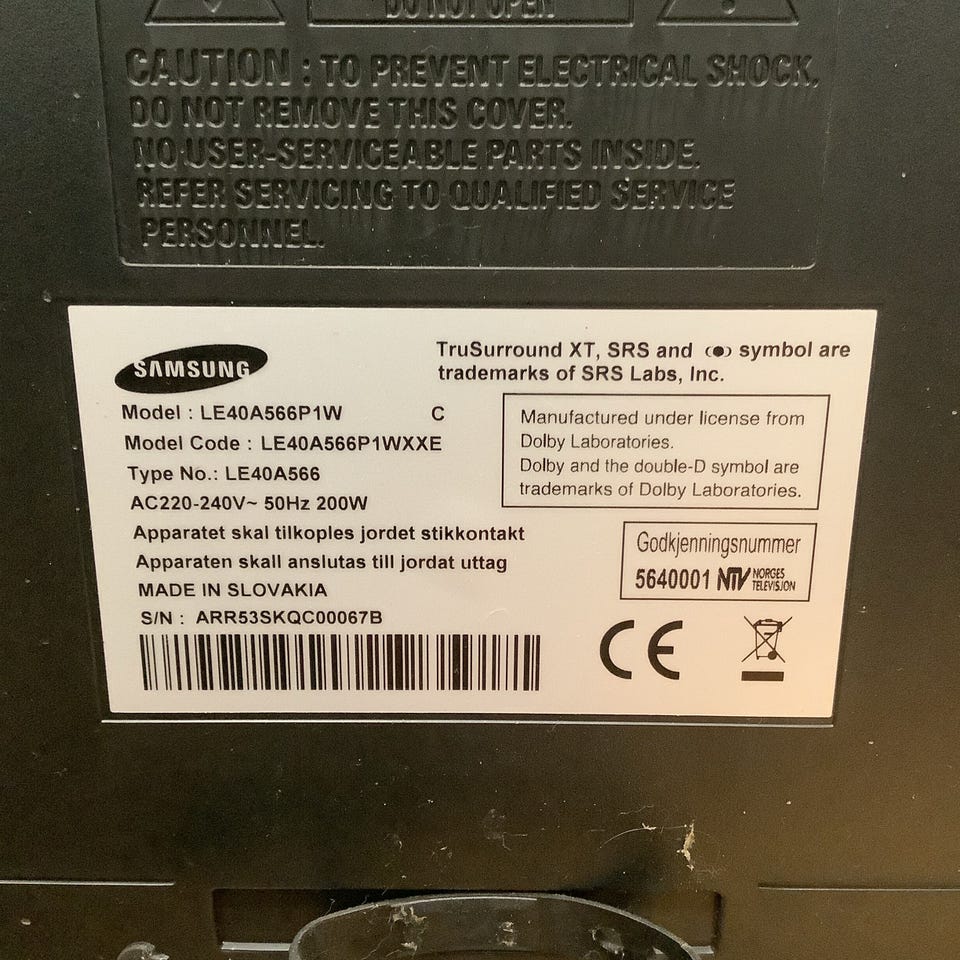 DO NOT OPEN
CAUTION : TO PREVENT ELECTRICAL SHOCK,
DO NOT REMOVE THIS COVER.
NO USER-SERVICEABLE PARTS INSIDE.
REFER SERVICING TO QUALIFIED SERVICE
PERSONNEL.
SAMSUNG
Model : LE40A566P1W C
Model Code : LE40A566P1WXXE
Type No.: LE40A566
AC220-240V~ 50Hz 200W
Apparatet skal tilkoples jordet stikkontakt
Apparaten skall anslutas till jordat uttag
MADE IN SLOVAKIA
S/N : ARR53SKQC00067B
TruSurround XT, SRS and (●) symbol are
trademarks of SRS Labs, Inc.
Manufactured under license from
Dolby Laboratories.
Dolby and the double-D symbol are
trademarks of Dolby Laboratories.
Godkjenningsnummer
5640001 NTV NORGES
TELEVISJON
CE